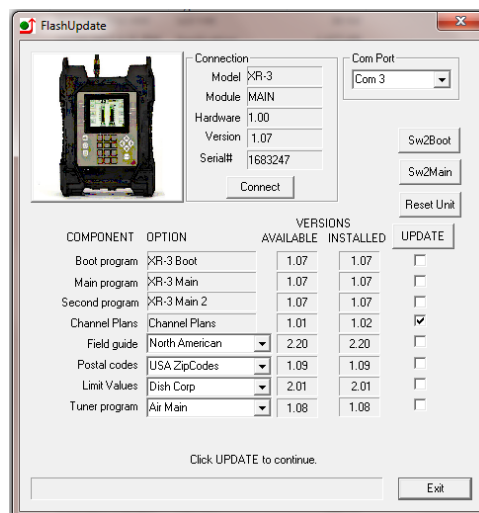 FlashUpdate
Connection
Model XR-3
Module MAIN
Hardware 1.00
Version 1.07
Serial# 1683247
Connect
Com Port
Com 3
Sw2Boot
Sw2Main
Reset Unit
VERSIONS
COMPONENT OPTION AVAILABLE INSTALLED UPDATE
Boot program XR-3 Boot 1.07 1.07
Main program XR-3 Main 1.07 1.07
Second program XR-3 Main 2 1.07 1.07
Channel Plans Channel Plans 1.01 1.02
Field guide North American 2.20 2.20
Postal codes USA ZipCodes 1.09 1.09
Limit Values Dish Corp 2.01 2.01
Tuner program Air Main 1.08 1.08
Click UPDATE to continue.
Exit